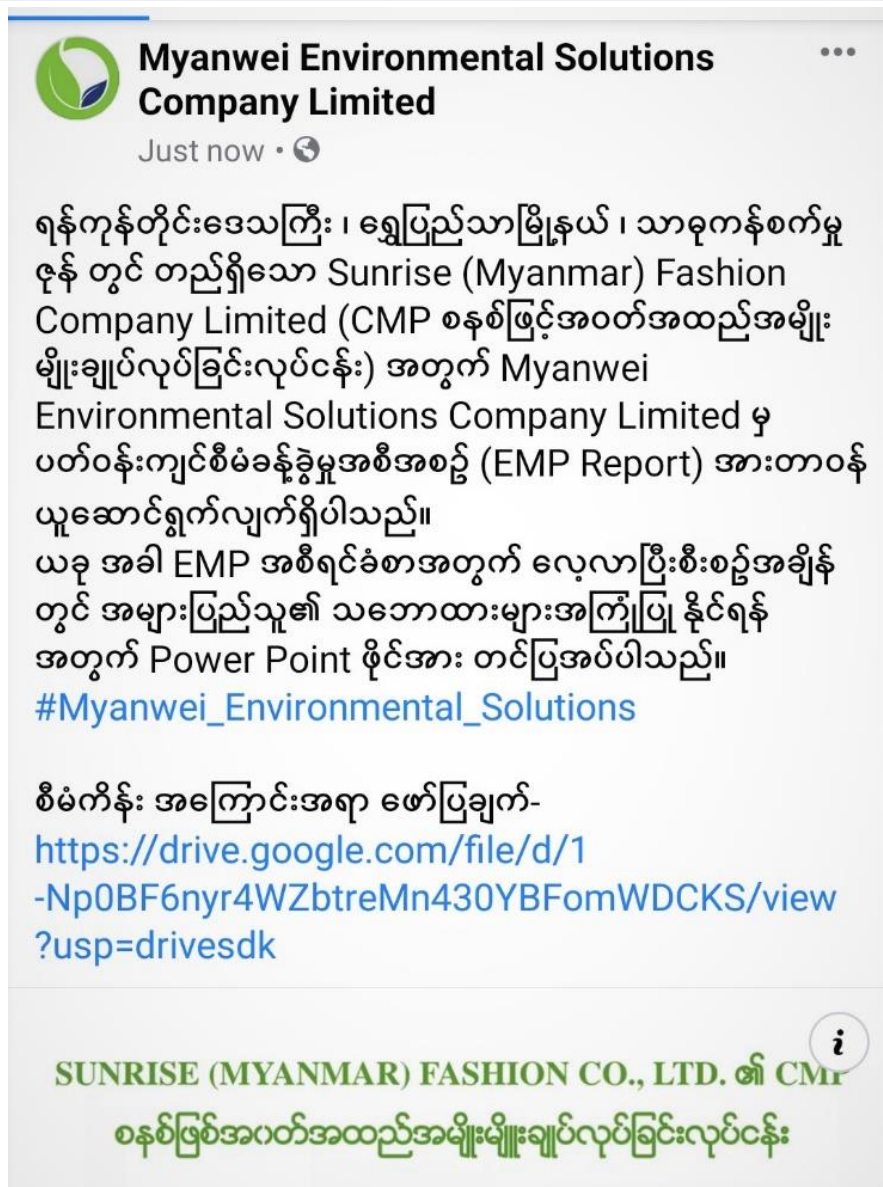 Myanwei Environmental Solutions
Company Limited
Just now •
ရန်ကုန်တိုင်းဒေသကြီး ၊ ရွှေပြည်သာမြို့နယ် ၊ သာဓုကန်စက်မှု
ဇုန် တွင် တည်ရှိသော Sunrise (Myanmar) Fashion
Company Limited (CMP စနစ်ဖြင့်အဝတ်အထည်အမျိုး
မျိုးချုပ်လုပ်ခြင်းလုပ်ငန်း) အတွက် Myanwei
Environmental Solutions Company Limited မှ
ပတ်ဝန်းကျင်စီမံခန့်ခွဲမှုအစီအစဥ် (EMP Report) အားတာဝန်
ယူဆောင်ရွက်လျက်ရှိပါသည်။
ယခု အခါ EMP အစီရင်ခံစာအတွက် လေ့လာပြီးစီးစဥ်အချိန်
တွင် အများပြည်သူ၏ သဘောထားများအကြံပြု နိုင်ရန်
အတွက် Power Point ဖိုင်အား တင်ပြအပ်ပါသည်။
#Myanwei_Environmental_Solutions
စီမံကိန်း အကြောင်းအရာ ဖော်ပြချက်-
https://drive.google.com/file/d/1
-Np0BF6nyr4WZbtreMn430YBFomWDCKS/view
?usp=drivesdk
SUNRISE (MYANMAR) FASHION CO., LTD. ၏ CMP
စနစ်ဖြစ်အဝတ်အထည်အမျိုးမျိုးချုပ်လုပ်ခြင်းလုပ်ငန်း